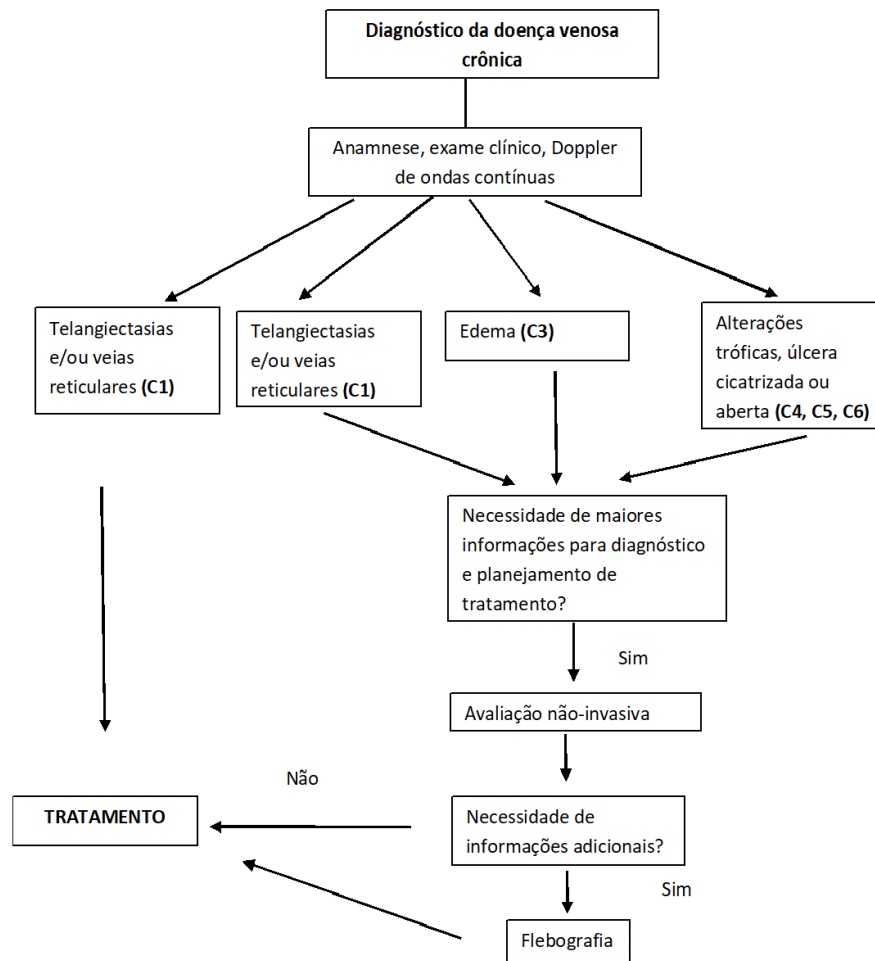 Diagnóstico da doença venosa
crônica
Anamnese, exame clínico, Doppler
de ondas contínuas
Telangiectasias
e/ou veias
reticulares (C1)
Telangiectasias
e/ou veias
reticulares (C1)
Edema (C3)
Alterações
tróficas, úlcera
cicatrizada ou
aberta (C4, C5, C6)
Necessidade de maiores
informações para diagnóstico
e planejamento de
tratamento?
Sim
Avaliação não-invasiva
Não
TRATAMENTO
Necessidade de
informações adicionais?
Sim
Flebografia